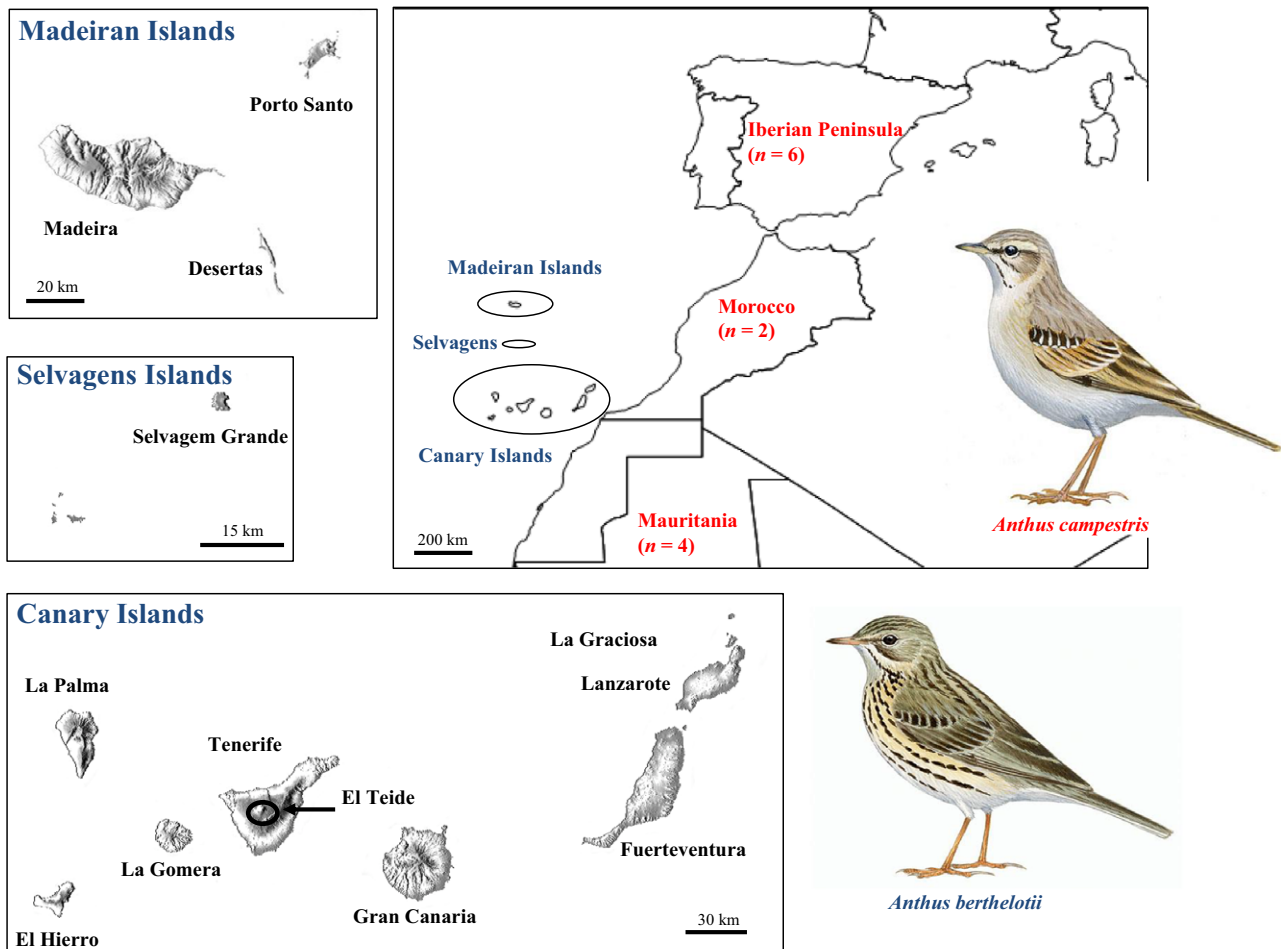 Madeiran Islands
Porto Santo
Madeira
Desertas
20 km
Selvagens Islands
Selvagem Grande
15 km
Iberian Peninsula
(n = 6)
Madeiran Islands
Morocco
(n = 2)
Selvagens
Canary Islands
Mauritania
(n = 4)
200 km
Anthus campestris
Canary Islands
La Graciosa
Lanzarote
La Palma
Tenerife
El Teide
Fuerteventura
La Gomera
Gran Canaria
El Hierro
30 km
Anthus berthelotii